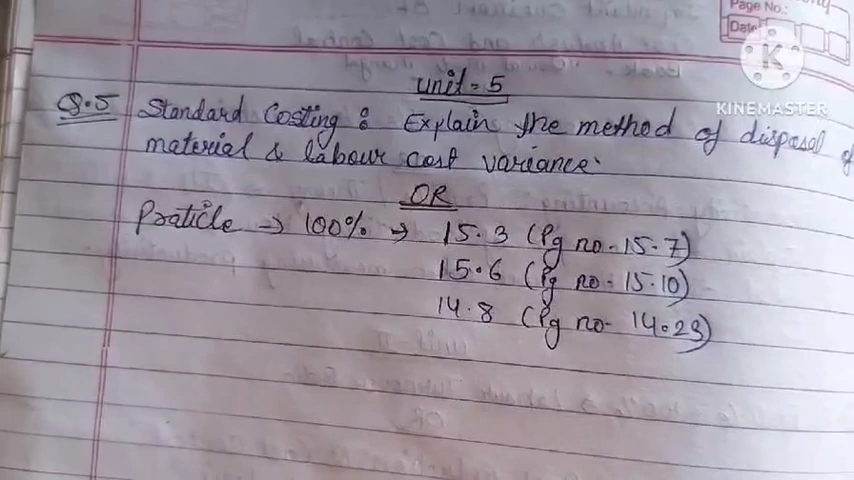 Page No.:
Date
K
KINEMASTER
Unit - 5
Q.5 Standard Costing : Explain the method of disposal of
material & labour cost variance.
OR
Praticle → 100% → 15.3 (Pg no - 15.7)
15.6 (Pg no - 15.10)
14.8 (Pg no - 14.23)